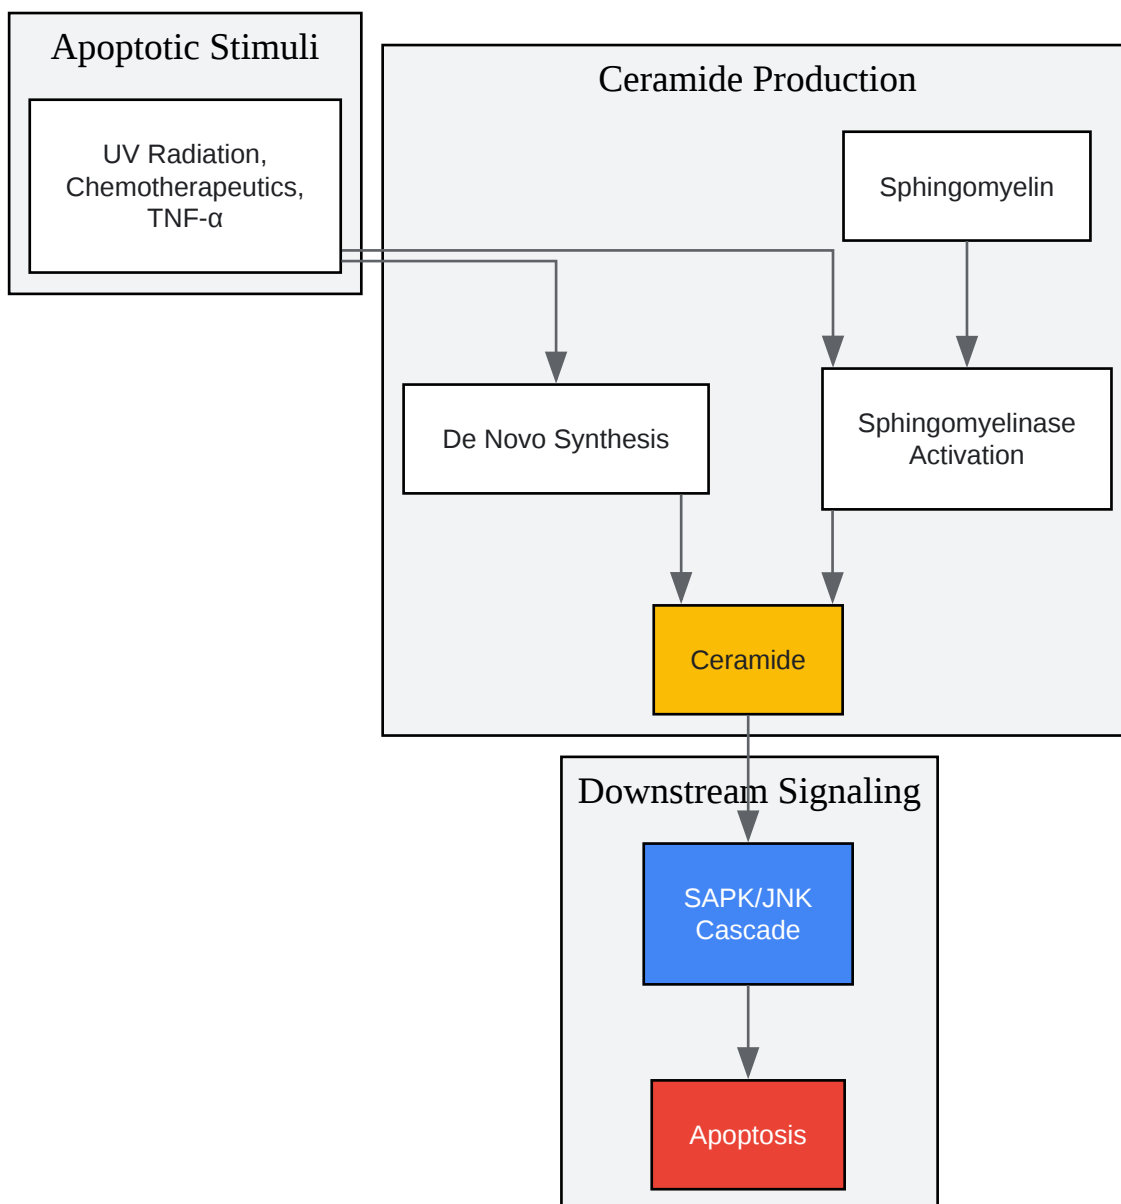 Apoptotic Stimuli
UV Radiation,
Chemotherapeutics,
TNF-α
Ceramide Production
Sphingomyelin
De Novo Synthesis
Sphingomyelinase
Activation
Ceramide
Downstream Signaling
SAPK/JNK
Cascade
Apoptosis